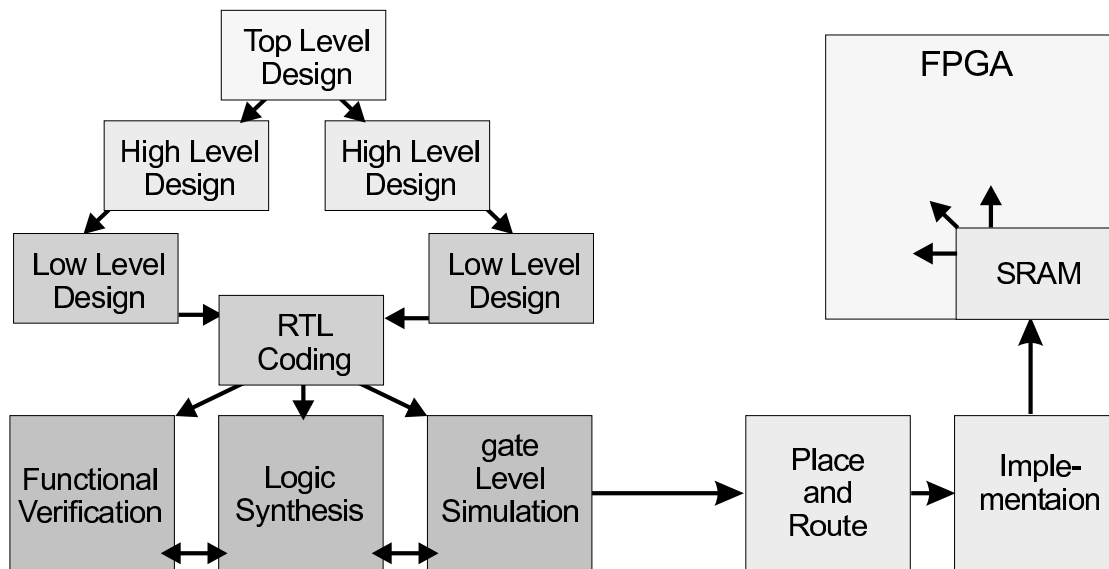 Top Level
Design
High Level
Design
High Level
Design
Low Level
Design
Low Level
Design
RTL
Coding
Functional
Verification
Logic
Synthesis
gate
Level
Simulation
Place
and
Route
Imple-
mentaion
FPGA
SRAM